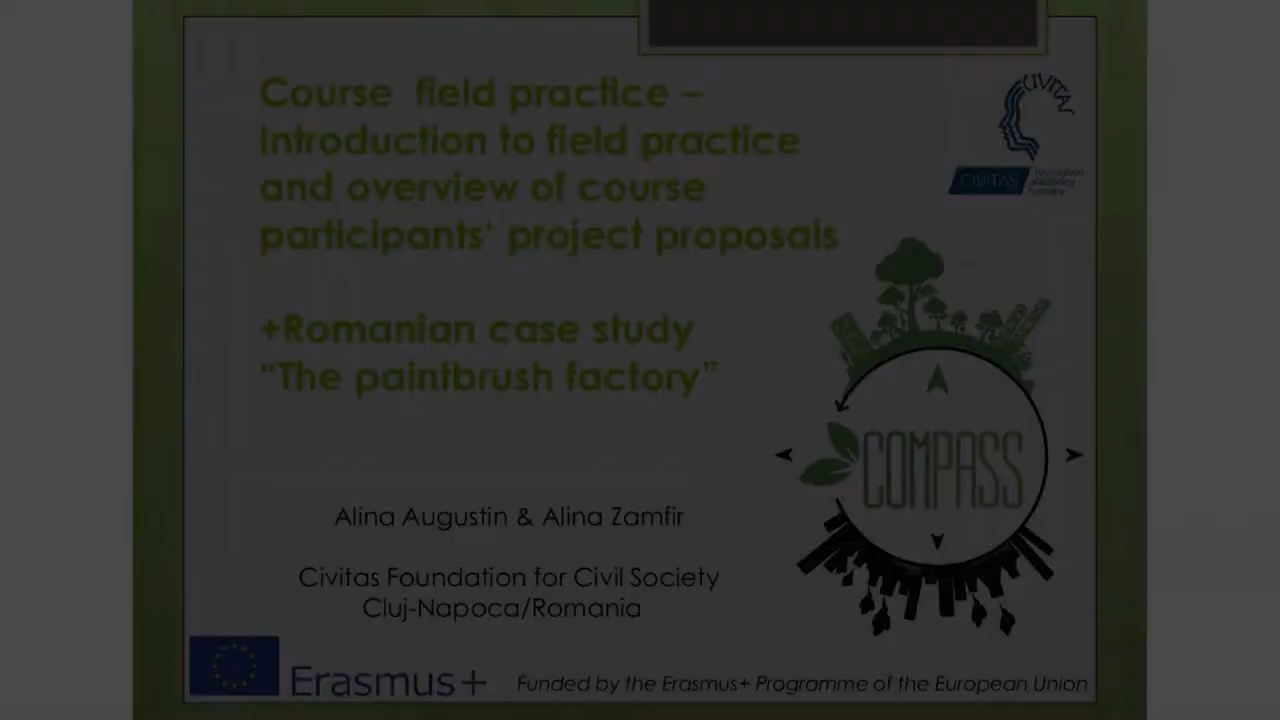 Course field practice –
Introduction to field practice
and overview of course
participants' project proposals
+Romanian case study
"The paintbrush factory"
CIVITAS
CIVITAS
COMPASS
Alina Augustin & Alina Zamfir
Civitas Foundation for Civil Society
Cluj-Napoca/Romania
Erasmus+
Funded by the Erasmus+ Programme of the European Union